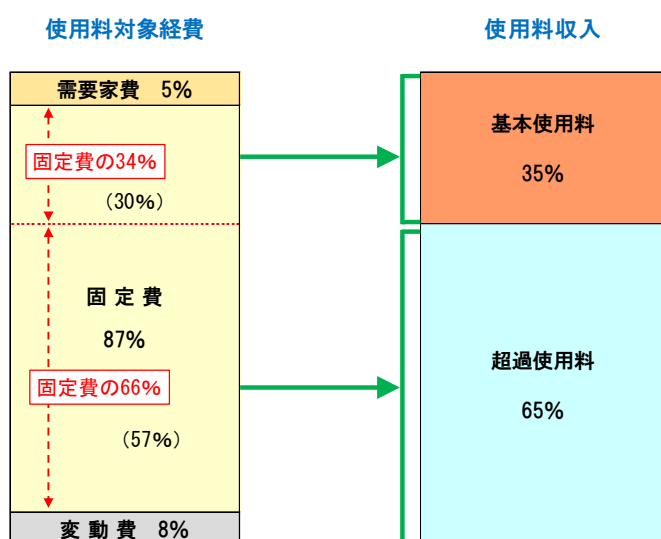 使用料対象経費
需要家費 5%
固定費の34%
(30%)
固定費
87%
固定費の66%
(57%)
変動費 8%
使用料収入
基本使用料
35%
超過使用料
65%